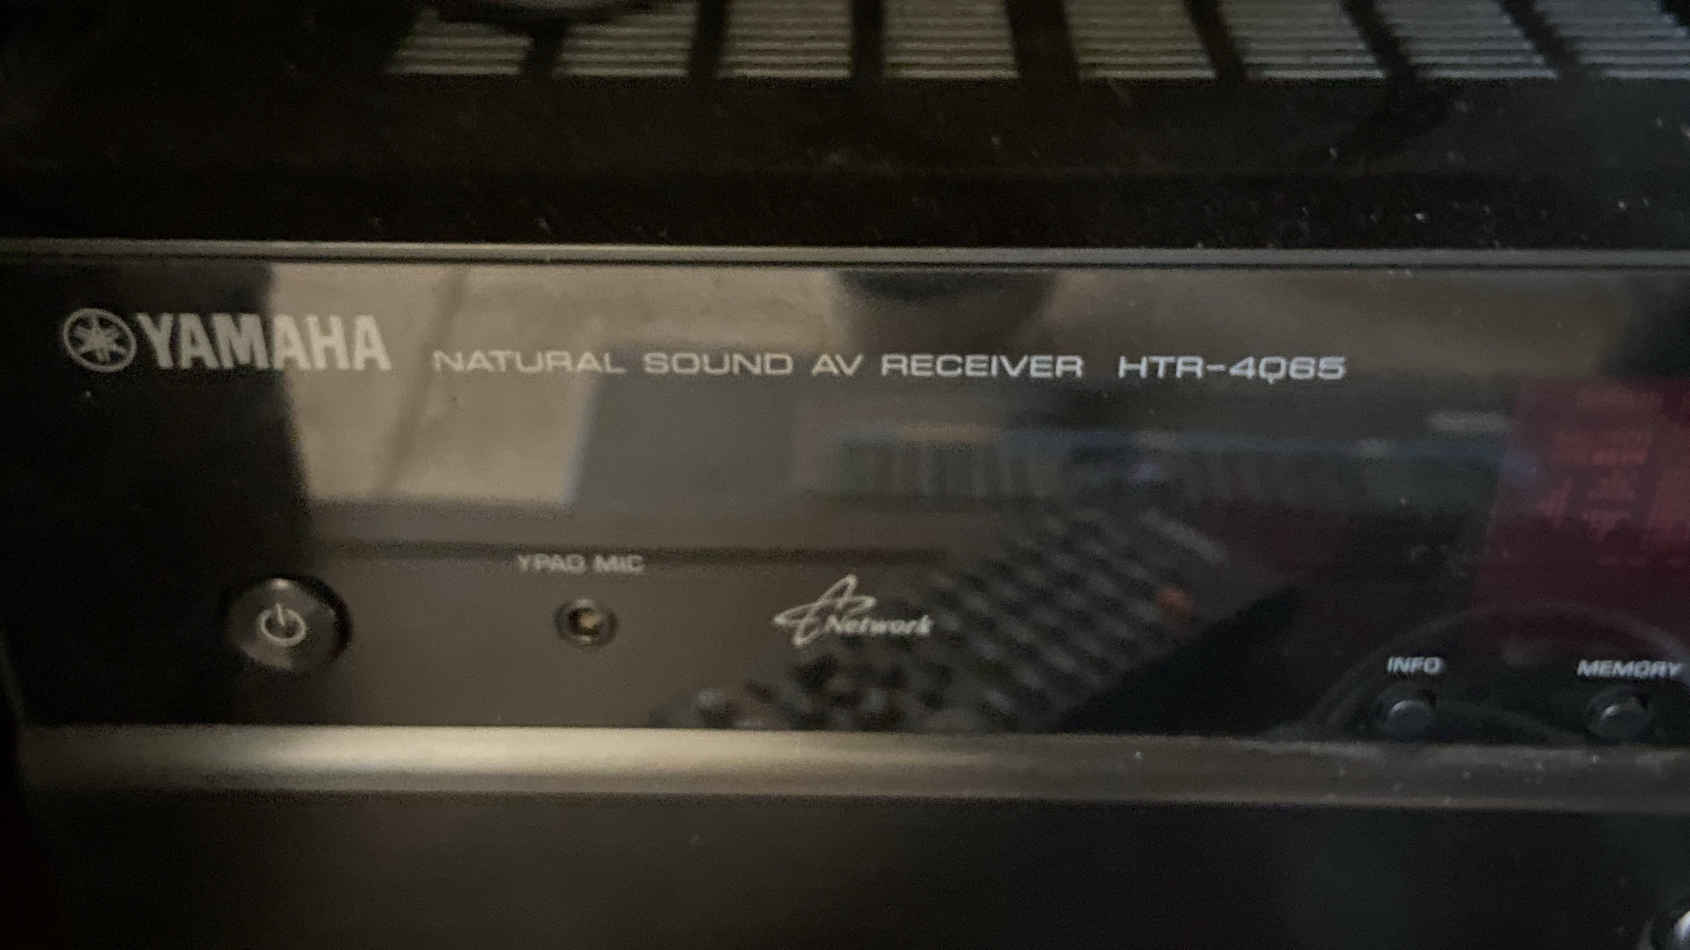 YAMAHA NATURAL SOUND AV RECEIVER HTR-4065
YPAO MIC
Network
INFO
MEMORY